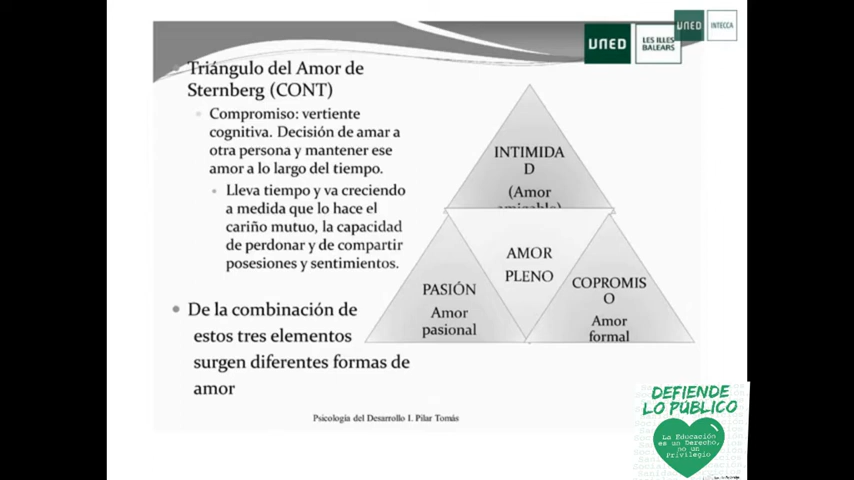 UNED
INTECCA
UNED
LES ILLES
BALEARS
Triángulo del Amor de
Sternberg (CONT)
Compromiso: vertiente
cognitiva. Decisión de amar a
otra persona y mantener ese
amor a lo largo del tiempo.
Lleva tiempo y va creciendo
a medida que lo hace el
cariño mutuo, la capacidad
de perdonar y de compartir
posesiones y sentimientos.
De la combinación de
estos tres elementos
surgen diferentes formas de
amor
INTIMIDA
D
(Amor
amigable)
AMOR
PLENO
PASIÓN
Amor
pasional
COPROMIS
O
Amor
formal
Psicología del Desarrollo I. Pilar Tomás
DEFIENDE
LO PÚBLICO
La Educación
es un Derecho,
no un
Privilegio